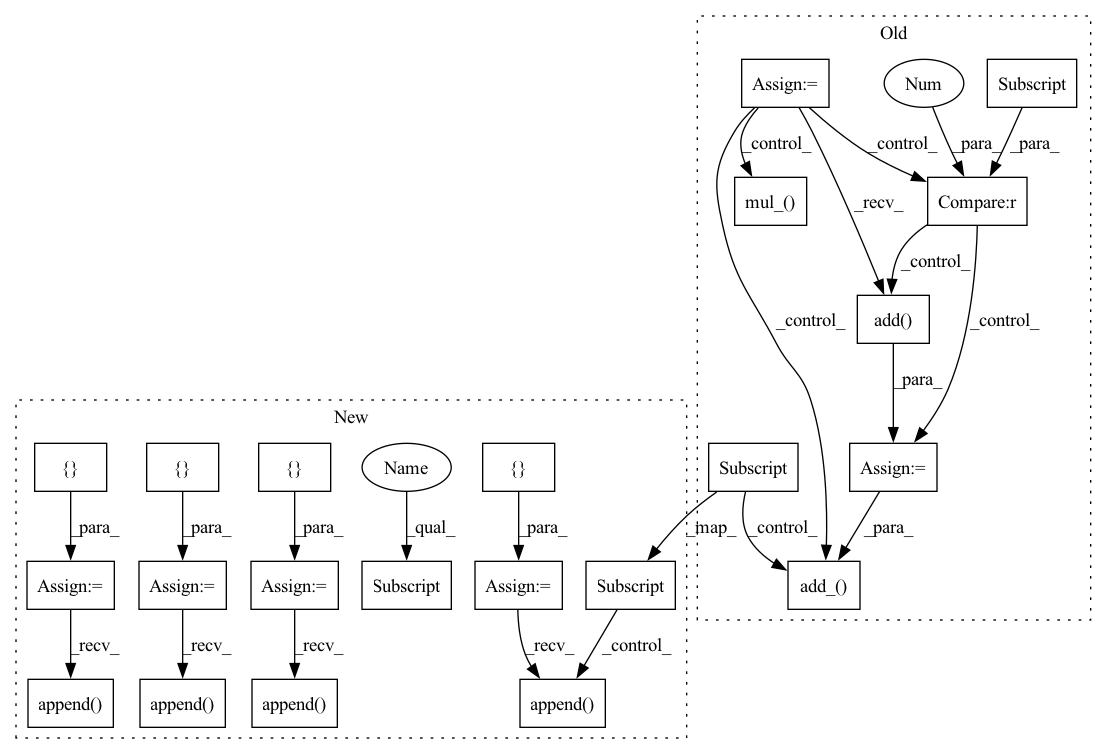 Old
Assign:=
Num
Subscript
_control_
_control_
_para_
_para_
mul_()
_recv_
Compare:r
_control_
_control_
_control_
add()
_para_
New
{}
{}
{}
Name
{}
Subscript
Assign:=
_para_
_para_
_para_
_qual_
_para_
_map_
_control_
_para_
Assign:=
Assign:=
Assign:=
Subscript
Assign:=
Subscript
add_()
_recv_
_recv_
_recv_
_recv_
_control_
append()
append()
append()
append()